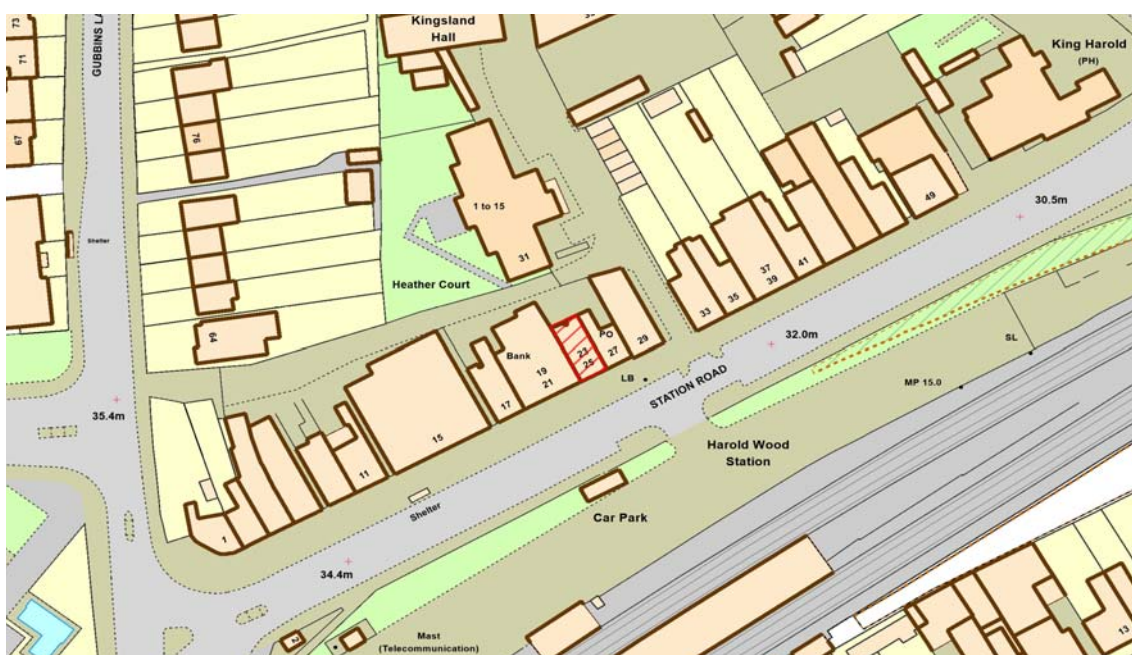 73
71
67
GUBBINS LA
76
Kingsland
Hall
King Harold
(PH)
1 to 15
31
Heather Court
Shelter
64
49
30.5m
37
39
41
35
33
32.0m
PO
29
27
23
25
Bank
19
21
17
LB
STATION ROAD
SL
MP 15.0
35.4m
15
11
1
Harold Wood
Station
Shelter
Car Park
34.4m
2
Mast
(Telecommunication)
13